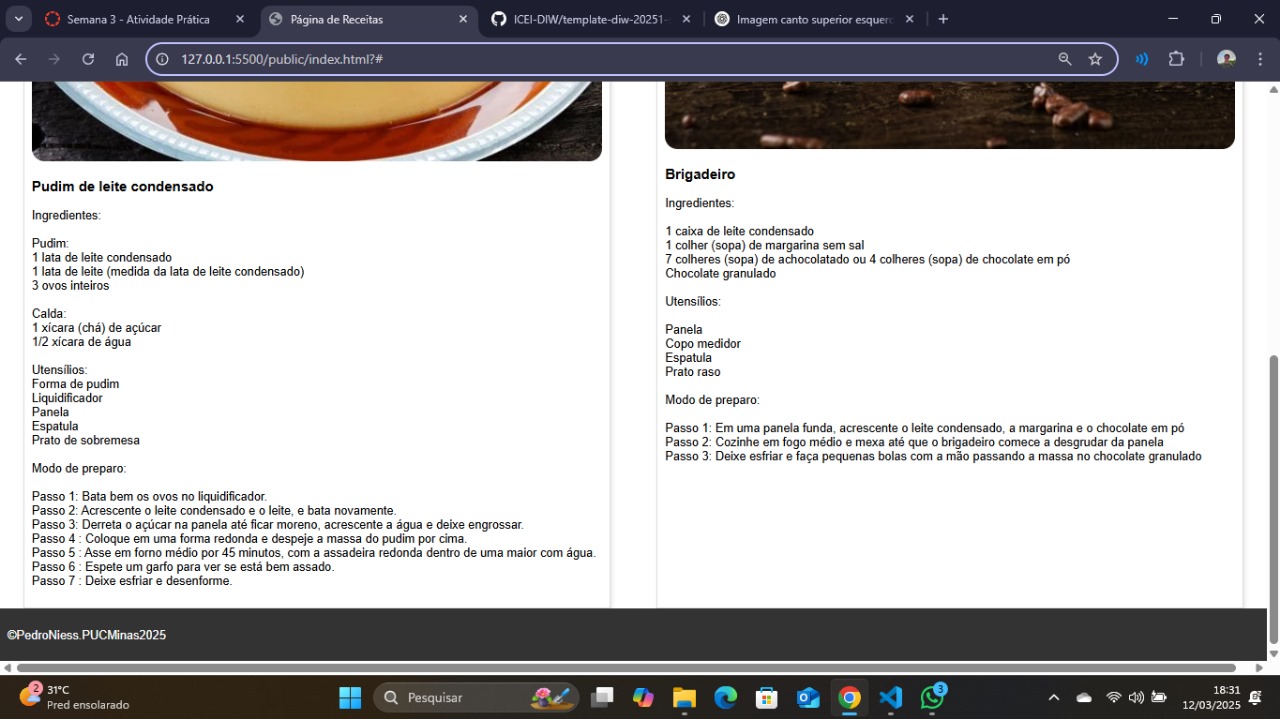 Semana 3 - Atividade Prática
Página de Receitas
ICEI-DIW/template-diw-20251-
Imagem canto superior esquer
127.0.0.1:5500/public/index.html?#
Pudim de leite condensado
Ingredientes:
Pudim:
1 lata de leite condensado
1 lata de leite (medida da lata de leite condensado)
3 ovos inteiros
Calda:
1 xícara (chá) de açúcar
1/2 xícara de água
Utensílios:
Forma de pudim
Liquidificador
Panela
Espatula
Prato de sobremesa
Modo de preparo:
Passo 1: Bata bem os ovos no liquidificador.
Passo 2: Acrescente o leite condensado e o leite, e bata novamente.
Passo 3: Derreta o açúcar na panela até ficar moreno, acrescente a água e deixe engrossar.
Passo 4 : Coloque em uma forma redonda e despeje a massa do pudim por cima.
Passo 5 : Asse em forno médio por 45 minutos, com a assadeira redonda dentro de uma maior com água.
Passo 6 : Espete um garfo para ver se está bem assado.
Passo 7 : Deixe esfriar e desenforme.
Brigadeiro
Ingredientes:
1 caixa de leite condensado
1 colher (sopa) de margarina sem sal
7 colheres (sopa) de achocolatado ou 4 colheres (sopa) de chocolate em pó
Chocolate granulado
Utensílios:
Panela
Copo medidor
Espatula
Prato raso
Modo de preparo:
Passo 1: Em uma panela funda, acrescente o leite condensado, a margarina e o chocolate em pó
Passo 2: Cozinhe em fogo médio e mexa até que o brigadeiro comece a desgrudar da panela
Passo 3: Deixe esfriar e faça pequenas bolas com a mão passando a massa no chocolate granulado
©PedroNiess.PUCMinas2025
2
31°C
Pred ensolarado
Pesquisar
3
18:31
12/03/2025